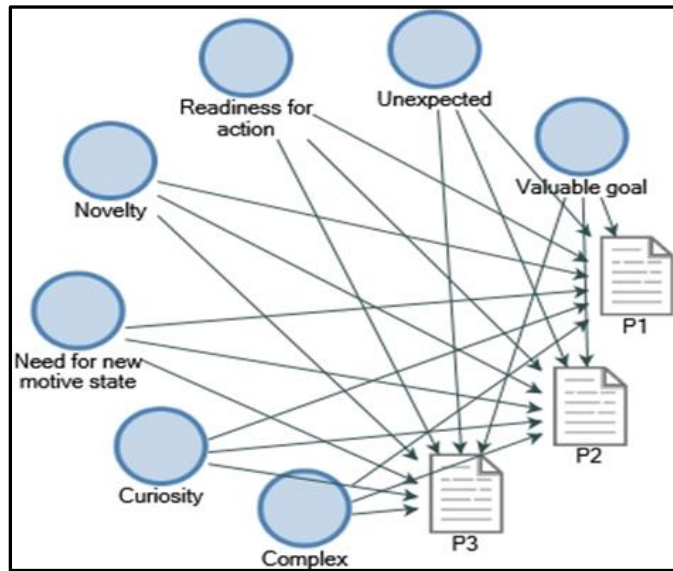 Readiness for
action
Unexpected
Valuable goal
Novelty
P1
Need for new
motive state
P2
Curiosity
Complex
P3